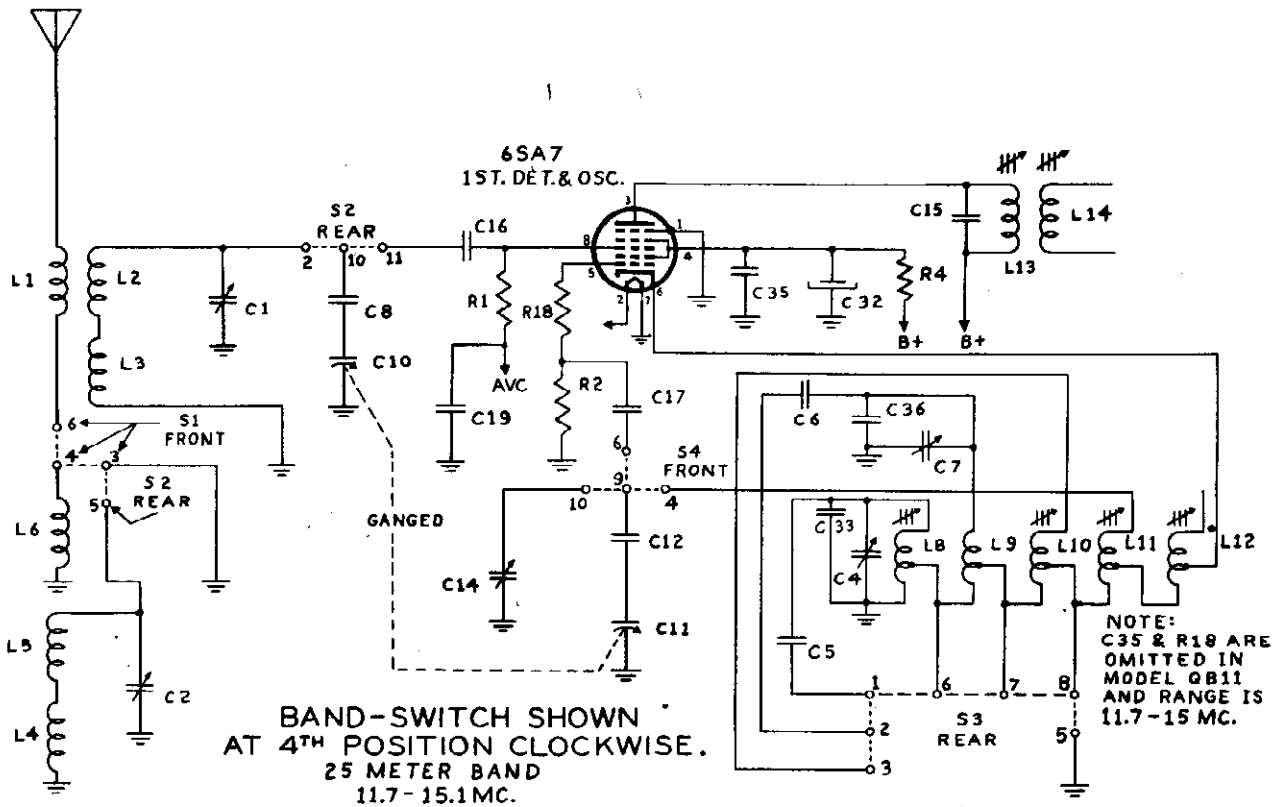 6SA7
1ST. DET. & OSC.
S2
REAR
2
10
11
C16
8
3
1
4
5
2
7
6
C15
L13
L14
L1
L2
L3
C1
C8
C10
R1
R18
C35
C32
R4
B+
B+
AVC
C19
R2
C17
C6
C36
C7
6
4
3
S1
FRONT
S2
REAR
5
L6
L5
L4
C2
GANGED
6
9
10
4
S4
FRONT
C12
C14
C11
C33
C4
C5
L8
L9
L10
L11
L12
1
2
3
6
7
8
5
S3
REAR
NOTE:
C35 & R18 ARE
OMITTED IN
MODEL QB11
AND RANGE IS
11.7-15 MC.
BAND-SWITCH SHOWN
AT 4TH POSITION CLOCKWISE.
25 METER BAND
11.7-15.1 MC.